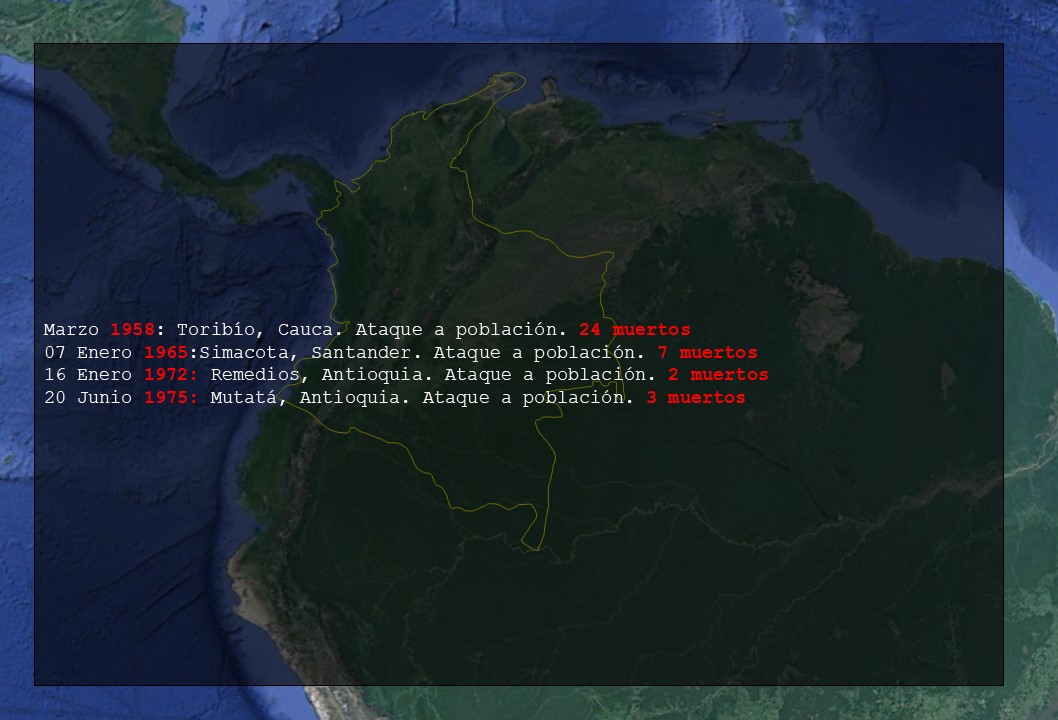 Marzo 1958: Toribío, Cauca. Ataque a población. 24 muertos
07 Enero 1965:Simacota, Santander. Ataque a población. 7 muertos
16 Enero 1972: Remedios, Antioquia. Ataque a población. 2 muertos
20 Junio 1975: Mutatá, Antioquia. Ataque a población. 3 muertos